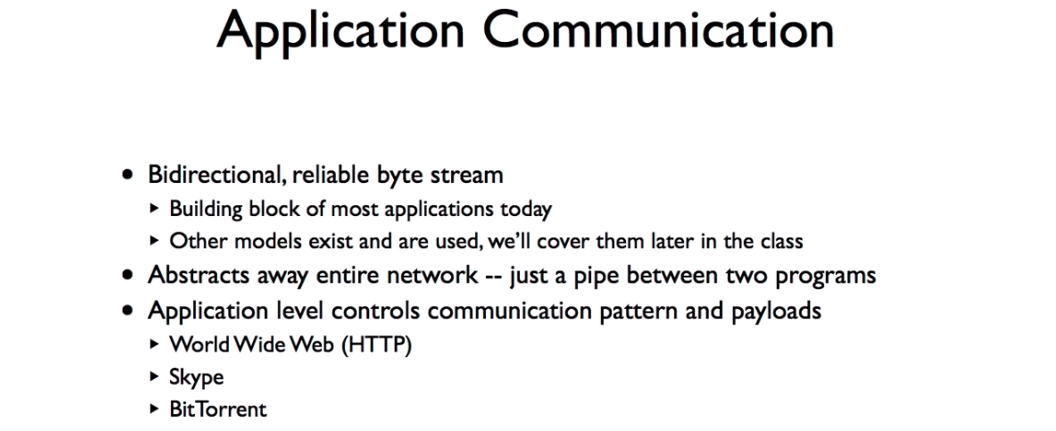 Application Communication
• Bidirectional, reliable byte stream
‣ Building block of most applications today
‣ Other models exist and are used, we'll cover them later in the class
• Abstracts away entire network -- just a pipe between two programs
• Application level controls communication pattern and payloads
‣ World Wide Web (HTTP)
‣ Skype
‣ BitTorrent